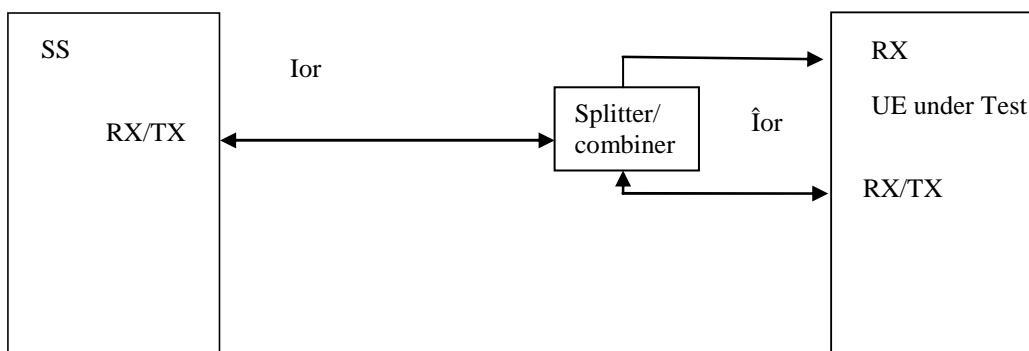 SS
Ior
RX/TX
Splitter/
combiner
Îor
RX
UE under Test
RX/TX